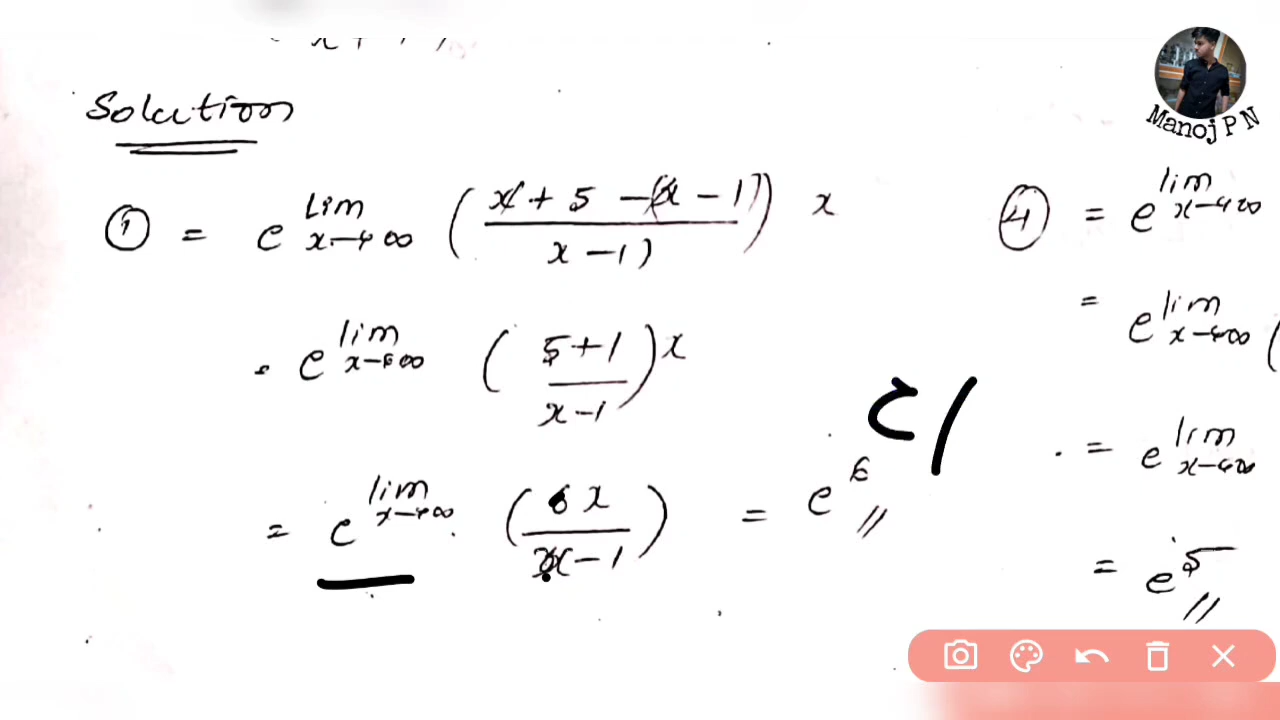 x + 1
Solution
Manoj P N
① = e lim x→∞ (x + 5 - (x - 1) / x - 1) x
= e lim x→∞ (5 + 1 / x - 1) x
= e lim x→∞ (6x / x - 1) = e^6 //
④ = e lim x→∞
= e lim x→∞ (
= e lim x→∞
= e^5 //